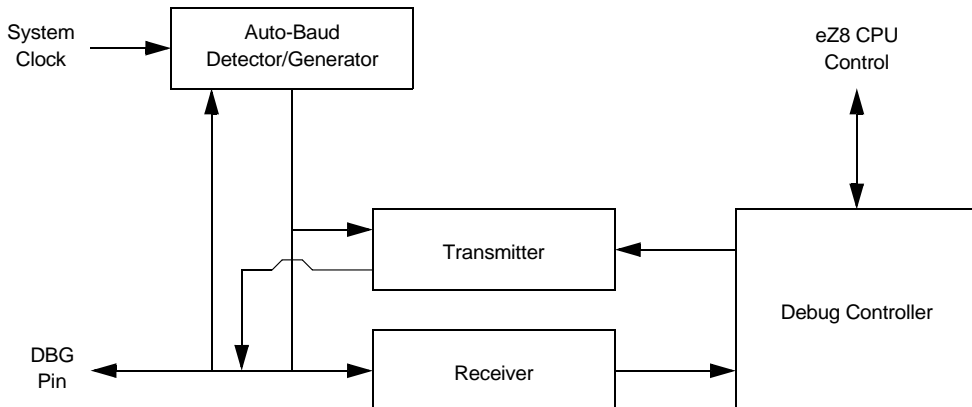 System
Clock
Auto-Baud
Detector/Generator
eZ8 CPU
Control
Transmitter
Debug Controller
DBG
Pin
Receiver